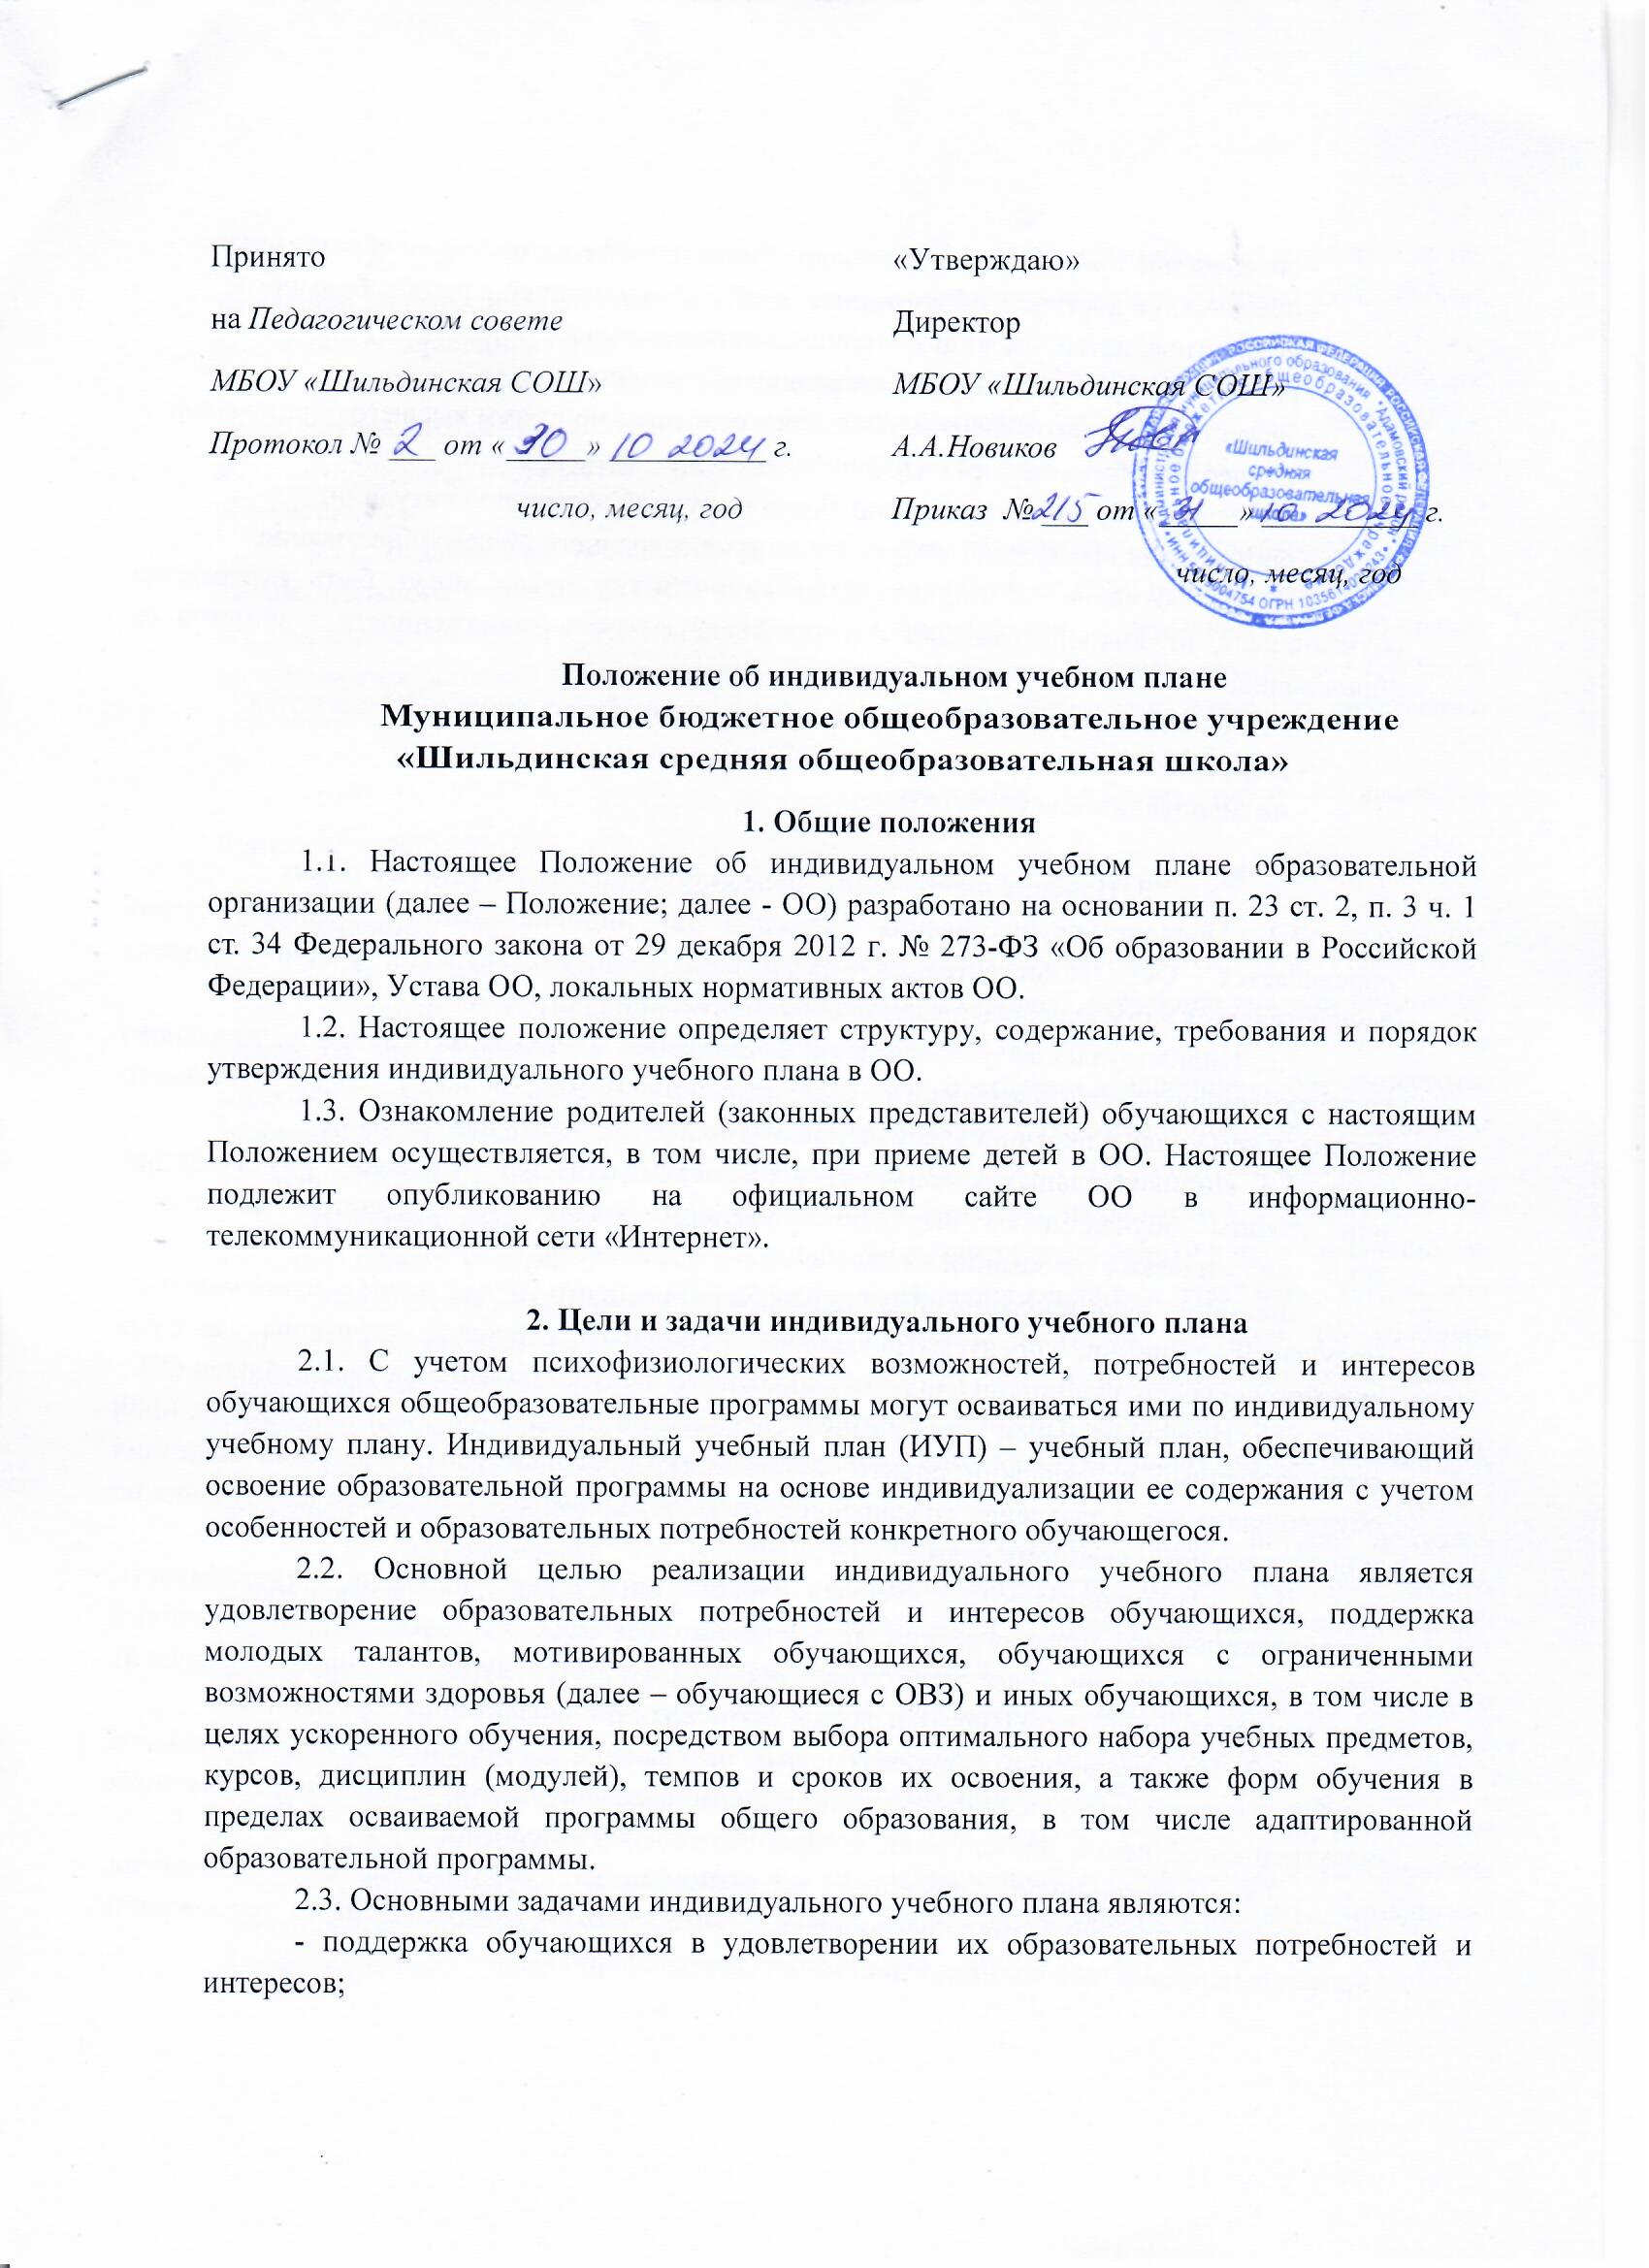 Принято
на Педагогическом совете
МБОУ «Шильдинская СОШ»
Протокол № 2 от «30» 10 2024 г.
число, месяц, год
«Утверждаю»
Директор
МБОУ «Шильдинская СОШ»
А.А.Новиков
Приказ № 215 от «31» 10 2024 г.
число, месяц, год
«Шильдинская
средняя
общеобразовательная
школа»
Положение об индивидуальном учебном плане
Муниципальное бюджетное общеобразовательное учреждение
«Шильдинская средняя общеобразовательная школа»
1. Общие положения
1.1. Настоящее Положение об индивидуальном учебном плане образовательной
организации (далее – Положение; далее - ОО) разработано на основании п. 23 ст. 2, п. 3 ч. 1
ст. 34 Федерального закона от 29 декабря 2012 г. № 273-ФЗ «Об образовании в Российской
Федерации», Устава ОО, локальных нормативных актов ОО.
1.2. Настоящее положение определяет структуру, содержание, требования и порядок
утверждения индивидуального учебного плана в ОО.
1.3. Ознакомление родителей (законных представителей) обучающихся с настоящим
Положением осуществляется, в том числе, при приеме детей в ОО. Настоящее Положение
подлежит опубликованию на официальном сайте ОО в информационно-
телекоммуникационной сети «Интернет».
2. Цели и задачи индивидуального учебного плана
2.1. С учетом психофизиологических возможностей, потребностей и интересов
обучающихся общеобразовательные программы могут осваиваться ими по индивидуальному
учебному плану. Индивидуальный учебный план (ИУП) – учебный план, обеспечивающий
освоение образовательной программы на основе индивидуализации ее содержания с учетом
особенностей и образовательных потребностей конкретного обучающегося.
2.2. Основной целью реализации индивидуального учебного плана является
удовлетворение образовательных потребностей и интересов обучающихся, поддержка
молодых талантов, мотивированных обучающихся, обучающихся с ограниченными
возможностями здоровья (далее – обучающиеся с ОВЗ) и иных обучающихся, в том числе в
целях ускоренного обучения, посредством выбора оптимального набора учебных предметов,
курсов, дисциплин (модулей), темпов и сроков их освоения, а также форм обучения в
пределах осваиваемой программы общего образования, в том числе адаптированной
образовательной программы.
2.3. Основными задачами индивидуального учебного плана являются:
- поддержка обучающихся в удовлетворении их образовательных потребностей и
интересов;